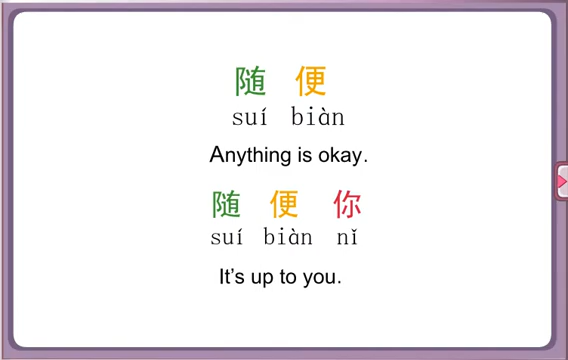 随 便
suí biàn
Anything is okay.
随 便 你
suí biàn nǐ
It's up to you.